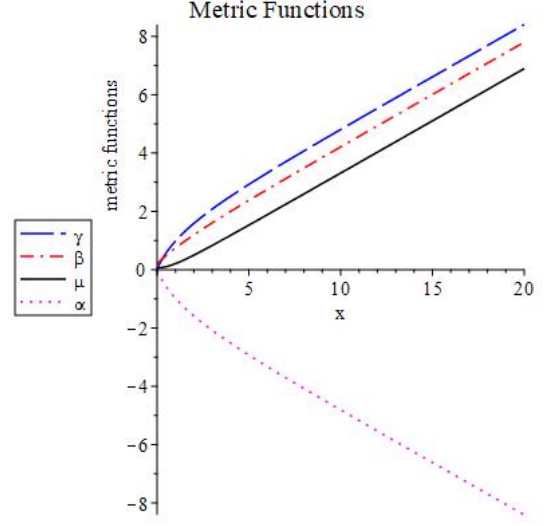 Metric Functions
metric functions
8
6
4
2
0
−2
−4
−6
−8
5
10
15
20
x
γ
β
μ
α